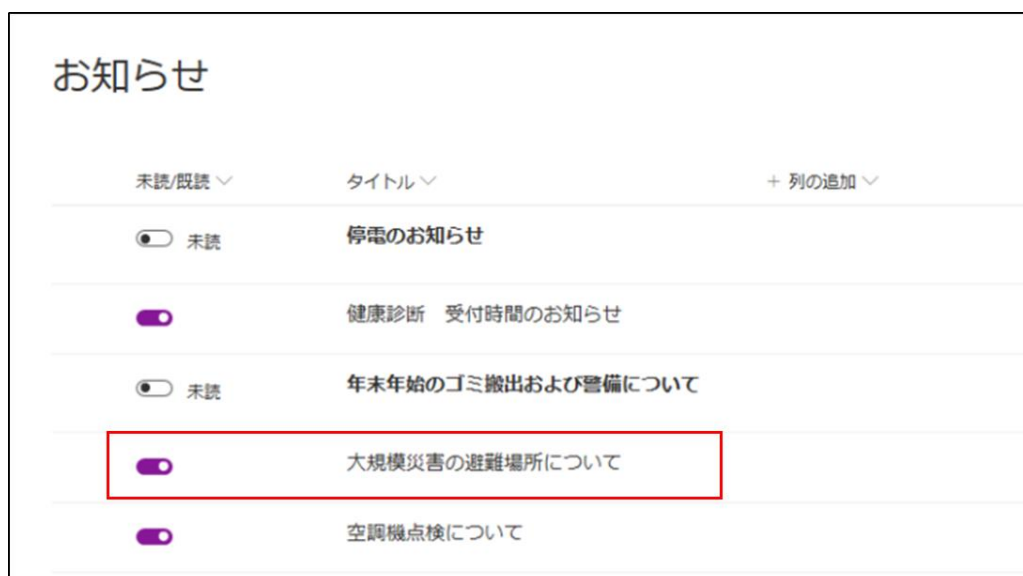 お知らせ
未読/既読 タイトル + 列の追加
未読 停電のお知らせ
健康診断　受付時間のお知らせ
未読 年末年始のゴミ搬出および警備について
大規模災害の避難場所について
空調機点検について